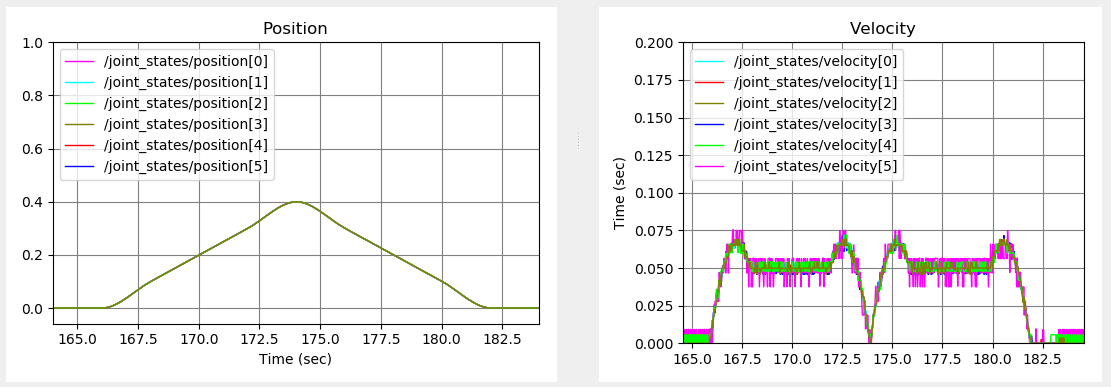 Position
1.0
0.8
0.6
0.4
0.2
0.0
/joint_states/position[0]
/joint_states/position[1]
/joint_states/position[2]
/joint_states/position[3]
/joint_states/position[4]
/joint_states/position[5]
165.0 167.5 170.0 172.5 175.0 177.5 180.0 182.5
Time (sec)
Velocity
Time (sec)
0.200
0.175
0.150
0.125
0.100
0.075
0.050
0.025
0.000
/joint_states/velocity[0]
/joint_states/velocity[1]
/joint_states/velocity[2]
/joint_states/velocity[3]
/joint_states/velocity[4]
/joint_states/velocity[5]
165.0 167.5 170.0 172.5 175.0 177.5 180.0 182.5